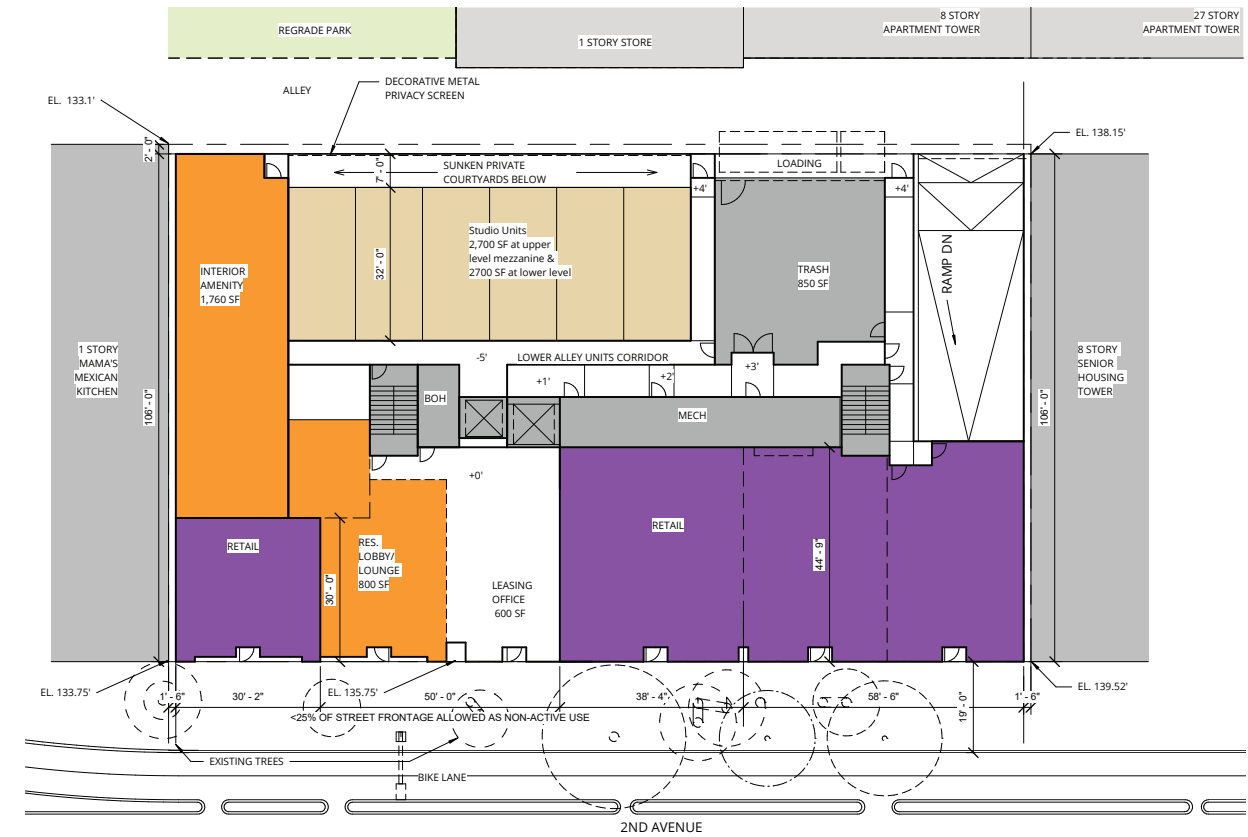 REGRADE PARK
1 STORY STORE
8 STORY
APARTMENT TOWER
27 STORY
APARTMENT TOWER
ALLEY
DECORATIVE METAL
PRIVACY SCREEN
EL. 133.1'
EL. 138.15'
2' - 0"
7' - 0"
SUNKEN PRIVATE
COURTYARDS BELOW
LOADING
+4'
+4'
Studio Units
2,700 SF at upper
level mezzanine &
2700 SF at lower level
32' - 0"
INTERIOR
AMENITY
1,760 SF
TRASH
850 SF
RAMP DN
1 STORY
MAMA'S
MEXICAN
KITCHEN
8 STORY
SENIOR
HOUSING
TOWER
-5'
LOWER ALLEY UNITS CORRIDOR
+1'
+2'
+3'
BOH
MECH
106' - 0"
106' - 0"
+0'
RETAIL
RES.
LOBBY/
LOUNGE
800 SF
30' - 0"
LEASING
OFFICE
600 SF
RETAIL
44' - 9"
EL. 133.75'
EL. 135.75'
EL. 139.52'
1' - 6"
30' - 2"
50' - 0"
38' - 4"
58' - 6"
1' - 6"
19' - 0"
<25% OF STREET FRONTAGE ALLOWED AS NON-ACTIVE USE
EXISTING TREES
BIKE LANE
2ND AVENUE